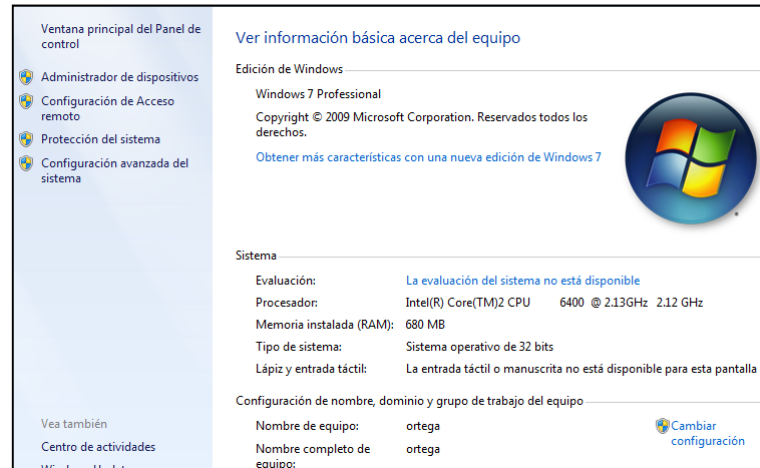 Ventana principal del Panel de
control
Administrador de dispositivos
Configuración de Acceso
remoto
Protección del sistema
Configuración avanzada del
sistema
Vea también
Centro de actividades
Ver información básica acerca del equipo
Edición de Windows
Windows 7 Professional
Copyright © 2009 Microsoft Corporation. Reservados todos los
derechos.
Obtener más características con una nueva edición de Windows 7
Sistema
Evaluación: La evaluación del sistema no está disponible
Procesador: Intel(R) Core(TM)2 CPU 6400 @ 2.13GHz 2.12 GHz
Memoria instalada (RAM): 680 MB
Tipo de sistema: Sistema operativo de 32 bits
Lápiz y entrada táctil: La entrada táctil o manuscrita no está disponible para esta pantalla
Configuración de nombre, dominio y grupo de trabajo del equipo
Nombre de equipo: ortega
Cambiar
configuración
Nombre completo de ortega
equipo: